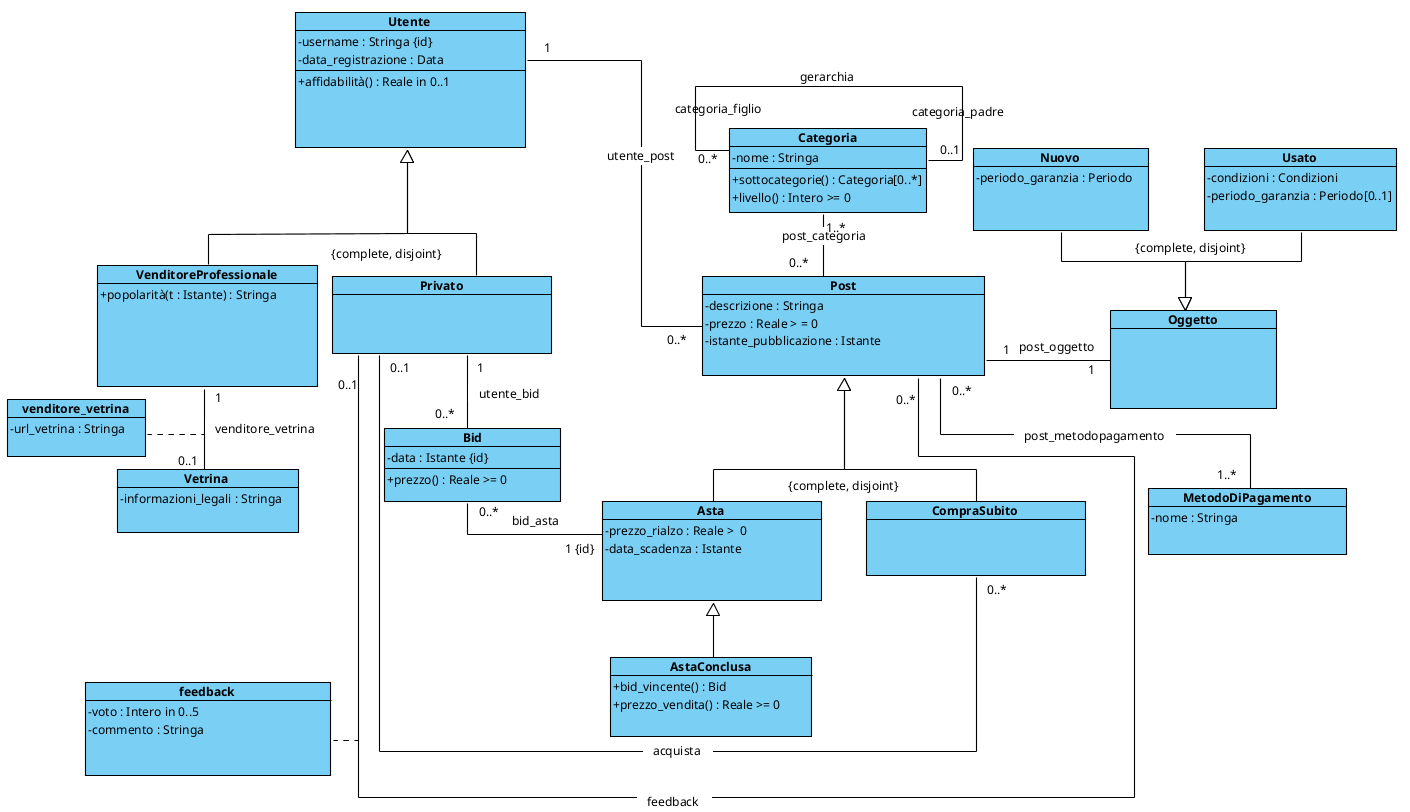 Utente
-username : Stringa {id}
-data_registrazione : Data
+affidabilità() : Reale in 0..1
1
utente_post
0..*
gerarchia
categoria_figlio
categoria_padre
0..*
0..1
Categoria
-nome : Stringa
+sottocategorie() : Categoria[0..*]
+livello() : Intero >= 0
1..*
post_categoria
0..*
Nuovo
-periodo_garanzia : Periodo
Usato
-condizioni : Condizioni
-periodo_garanzia : Periodo[0..1]
{complete, disjoint}
{complete, disjoint}
VenditoreProfessionale
+popolarità(t : Istante) : Stringa
Privato
Post
-descrizione : Stringa
-prezzo : Reale > = 0
-istante_pubblicazione : Istante
Oggetto
1
post_oggetto
1
0..1
0..1
1
utente_bid
0..*
1
venditore_vetrina
-url_vetrina : Stringa
venditore_vetrina
0..1
Vetrina
-informazioni_legali : Stringa
Bid
-data : Istante {id}
+prezzo() : Reale >= 0
0..*
bid_asta
1 {id}
0..*
0..*
post_metodopagamento
1..*
MetodoDiPagamento
-nome : Stringa
{complete, disjoint}
Asta
-prezzo_rialzo : Reale >  0
-data_scadenza : Istante
CompraSubito
0..*
AstaConclusa
+bid_vincente() : Bid
+prezzo_vendita() : Reale >= 0
feedback
-voto : Intero in 0..5
-commento : Stringa
acquista
feedback